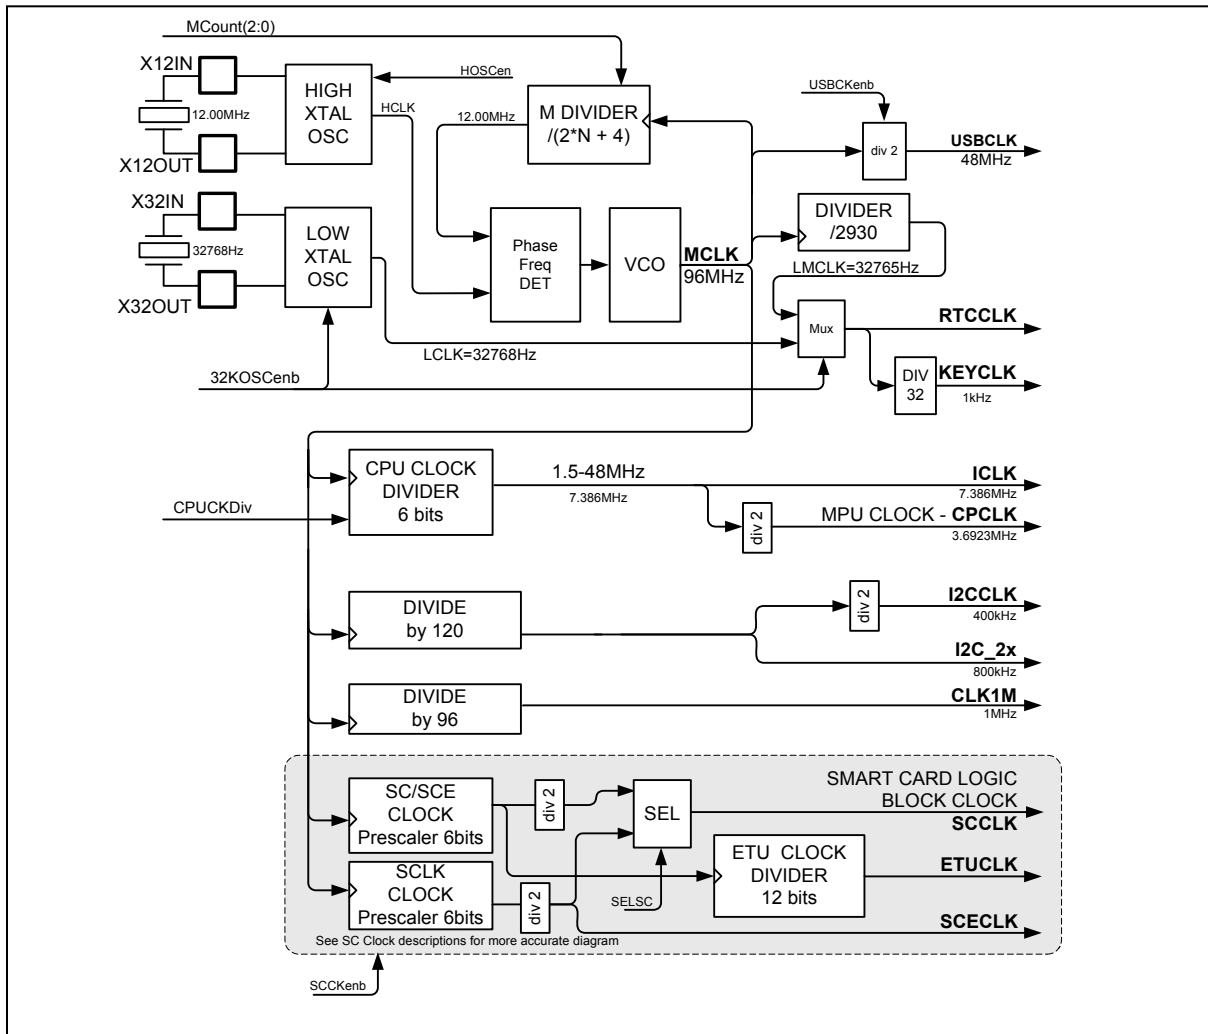 MCount(2:0)
X12IN
12.00MHz
X12OUT
HIGH
XTAL
OSC
HOSCen
HCLK
12.00MHz
M DIVIDER
/(2*N + 4)
USBCKenb
div 2
USBCLK
48MHz
X32IN
32768Hz
X32OUT
LOW
XTAL
OSC
Phase
Freq
DET
VCO
MCLK
96MHz
DIVIDER
/2930
LMCLK=32765Hz
Mux
RTCCLK
LCLK=32768Hz
32KOSCenb
DIV
32
KEYCLK
1kHz
CPU CLOCK
DIVIDER
6 bits
CPUCKDiv
1.5-48MHz
7.386MHz
ICLK
7.386MHz
div 2
MPU CLOCK - CPCLK
3.6923MHz
DIVIDE
by 120
div 2
I2CCLK
400kHz
I2C_2x
800kHz
DIVIDE
by 96
CLK1M
1MHz
SC/SCE
CLOCK
Prescaler 6bits
div 2
SEL
SMART CARD LOGIC
BLOCK CLOCK
SCCLK
SCLK
CLOCK
Prescaler 6bits
div 2
SELSC
ETU CLOCK
DIVIDER
12 bits
ETUCLK
SCECLK
See SC Clock descriptions for more accurate diagram
SCCKenb